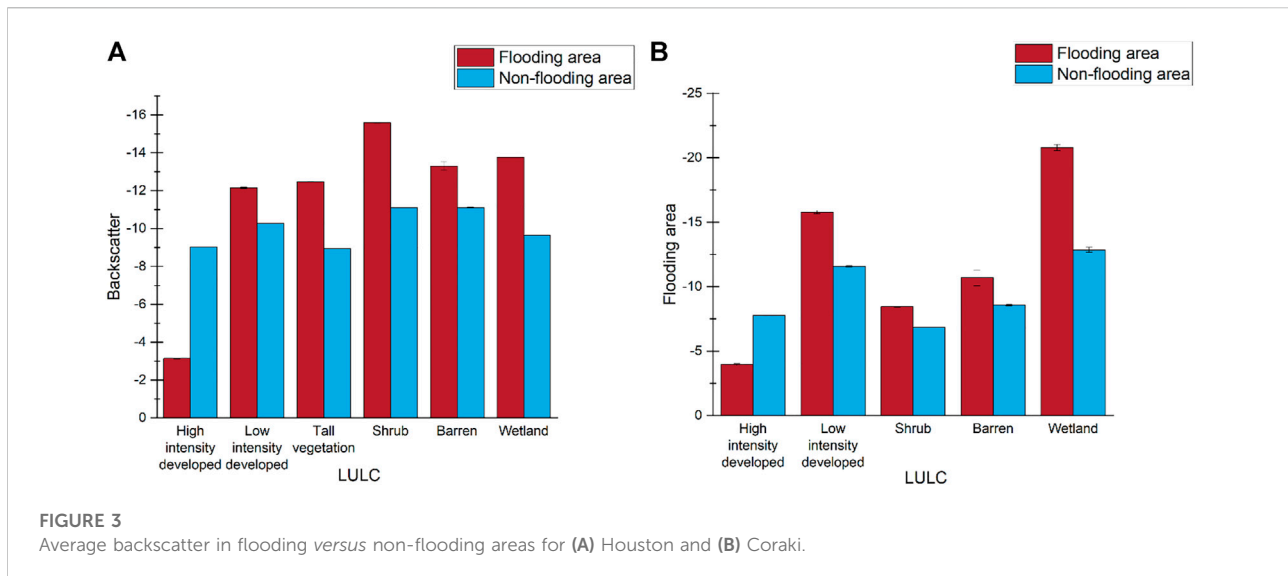 A
Flooding area
Non-flooding area
-16
-14
-12
-10
-8
-6
-4
-2
0
Backscatter
High
intensity
developed
Low
intensity
developed
Tall
vegetation
Shrub
Barren
Wetland
LULC
B
Flooding area
Non-flooding area
-25
-20
-15
-10
-5
0
Flooding area
High
intensity
developed
Low
intensity
developed
Shrub
Barren
Wetland
LULC
FIGURE 3
Average backscatter in flooding versus non-flooding areas for (A) Houston and (B) Coraki.